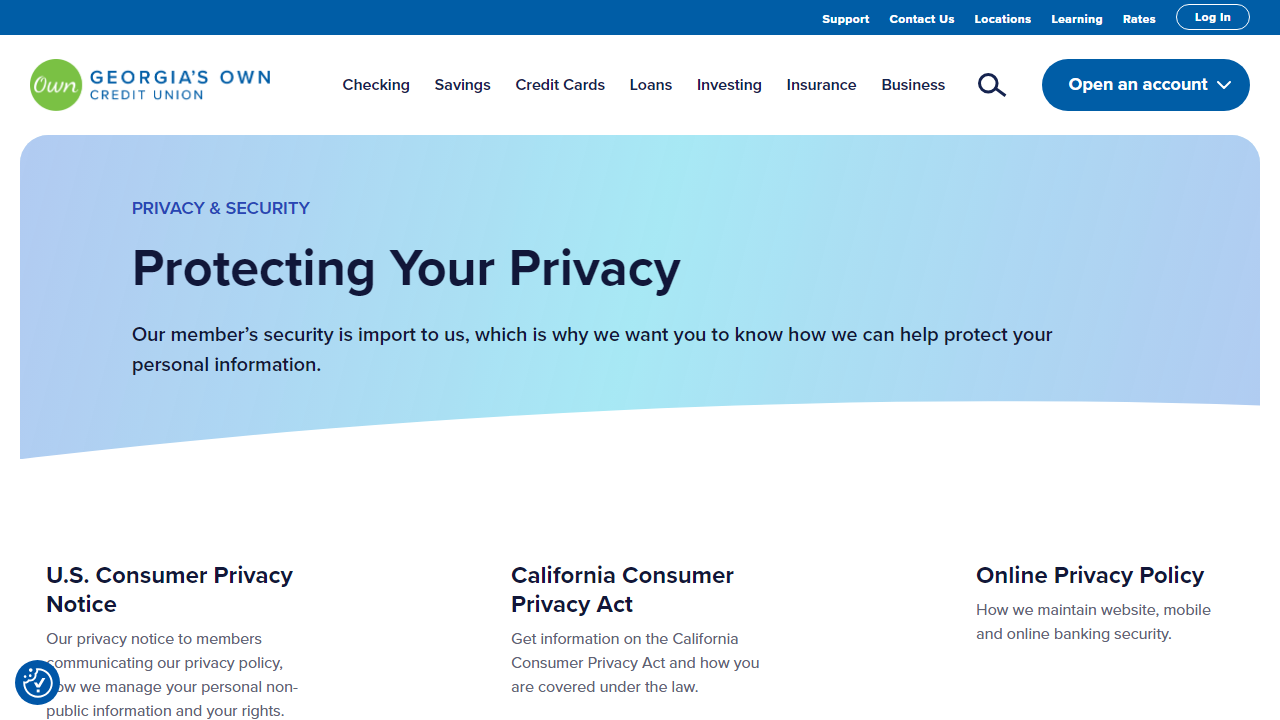 Support Contact Us Locations Learning Rates Log In
Own GEORGIA'S OWN
CREDIT UNION
Checking Savings Credit Cards Loans Investing Insurance Business
Open an account
PRIVACY & SECURITY
Protecting Your Privacy
Our member’s security is import to us, which is why we want you to know how we can help protect your
personal information.
U.S. Consumer Privacy
Notice
Our privacy notice to members
communicating our privacy policy,
how we manage your personal non-
public information and your rights.
California Consumer
Privacy Act
Get information on the California
Consumer Privacy Act and how you
are covered under the law.
Online Privacy Policy
How we maintain website, mobile
and online banking security.